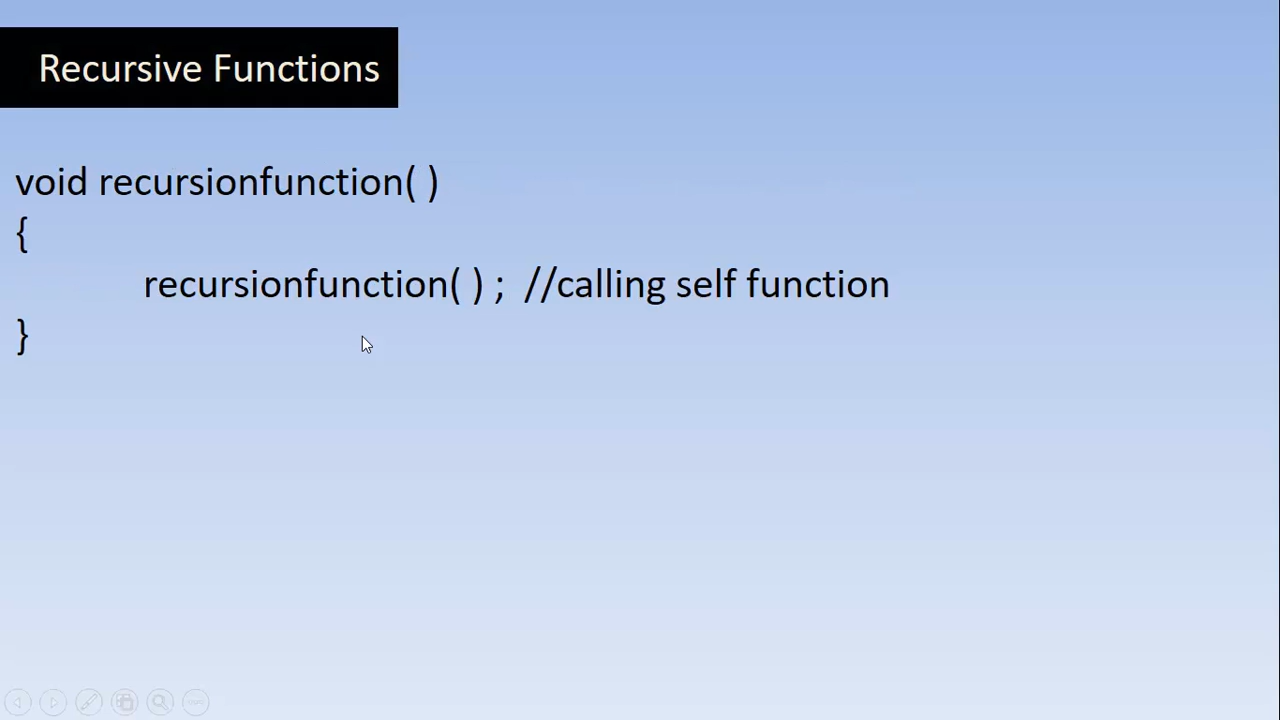 Recursive Functions
void recursionfunction( )
{
recursionfunction( ) ;  //calling self function
}